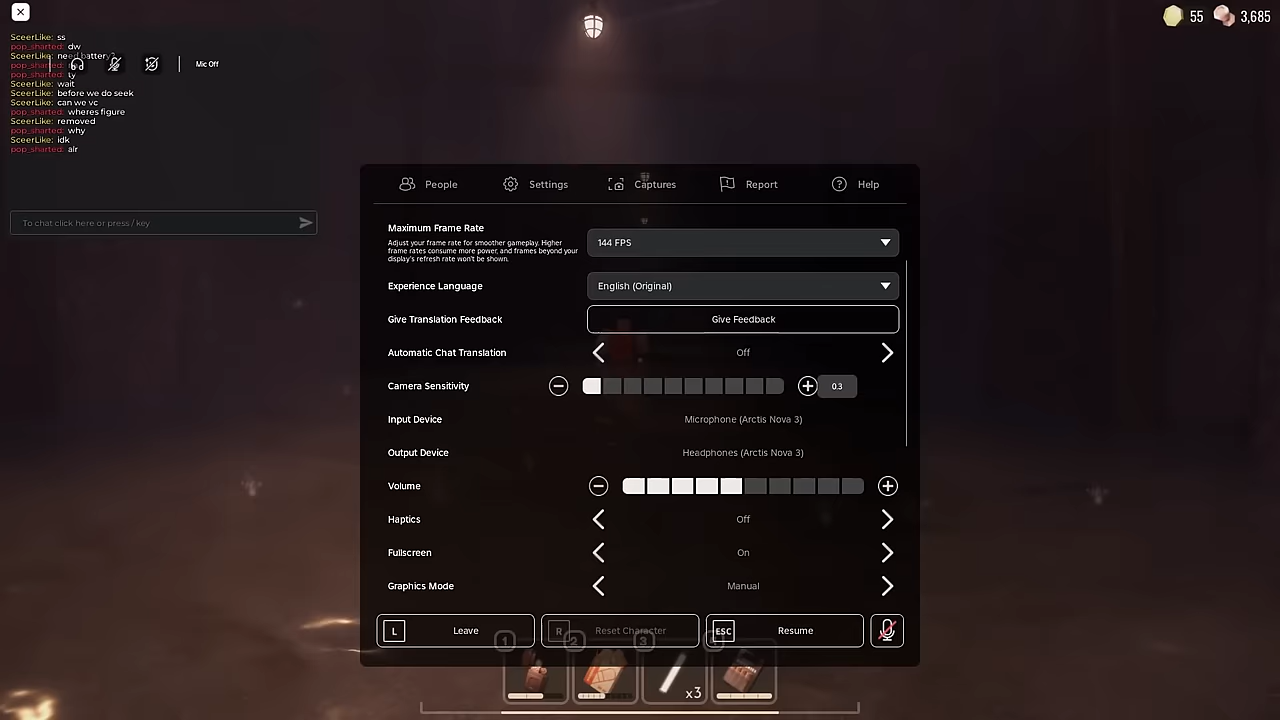 55 3,685
SceerLike: ss
pop_sharted: dw
SceerLike: need battery?
pop_sharted:
pop_sharted: ty
SceerLike: wait
SceerLike: before we do seek
SceerLike: can we vc
pop_sharted: wheres figure
SceerLike: removed
pop_sharted: why
SceerLike: idk
pop_sharted: alr
Mic Off
To chat click here or press / key
People Settings Captures Report Help
Maximum Frame Rate
Adjust your frame rate for smoother gameplay. Higher
frame rates consume more power, and frames beyond your
display's refresh rate won't be shown.
144 FPS
Experience Language English (Original)
Give Translation Feedback Give Feedback
Automatic Chat Translation Off
Camera Sensitivity 0.3
Input Device Microphone (Arctis Nova 3)
Output Device Headphones (Arctis Nova 3)
Volume
Haptics Off
Fullscreen On
Graphics Mode Manual
L Leave R Reset Character ESC Resume
1 2 3
x3